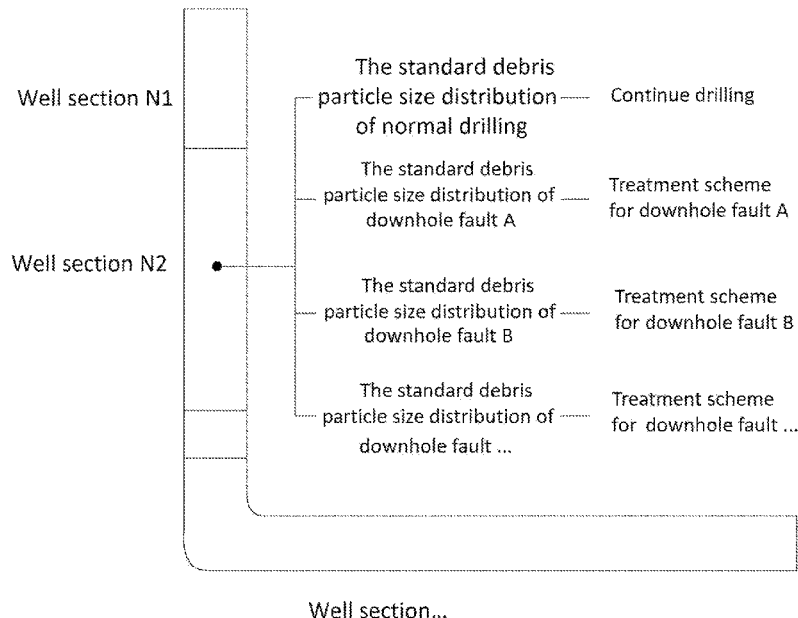 Well section N1
The standard debris
particle size distribution
of normal drilling
Continue drilling
The standard debris
particle size distribution of
downhole fault A
Treatment scheme
for downhole fault A
Well section N2
The standard debris
particle size distribution of
downhole fault B
Treatment scheme
for downhole fault B
The standard debris
particle size distribution of
downhole fault ...
Treatment scheme
for downhole fault ...
Well section...